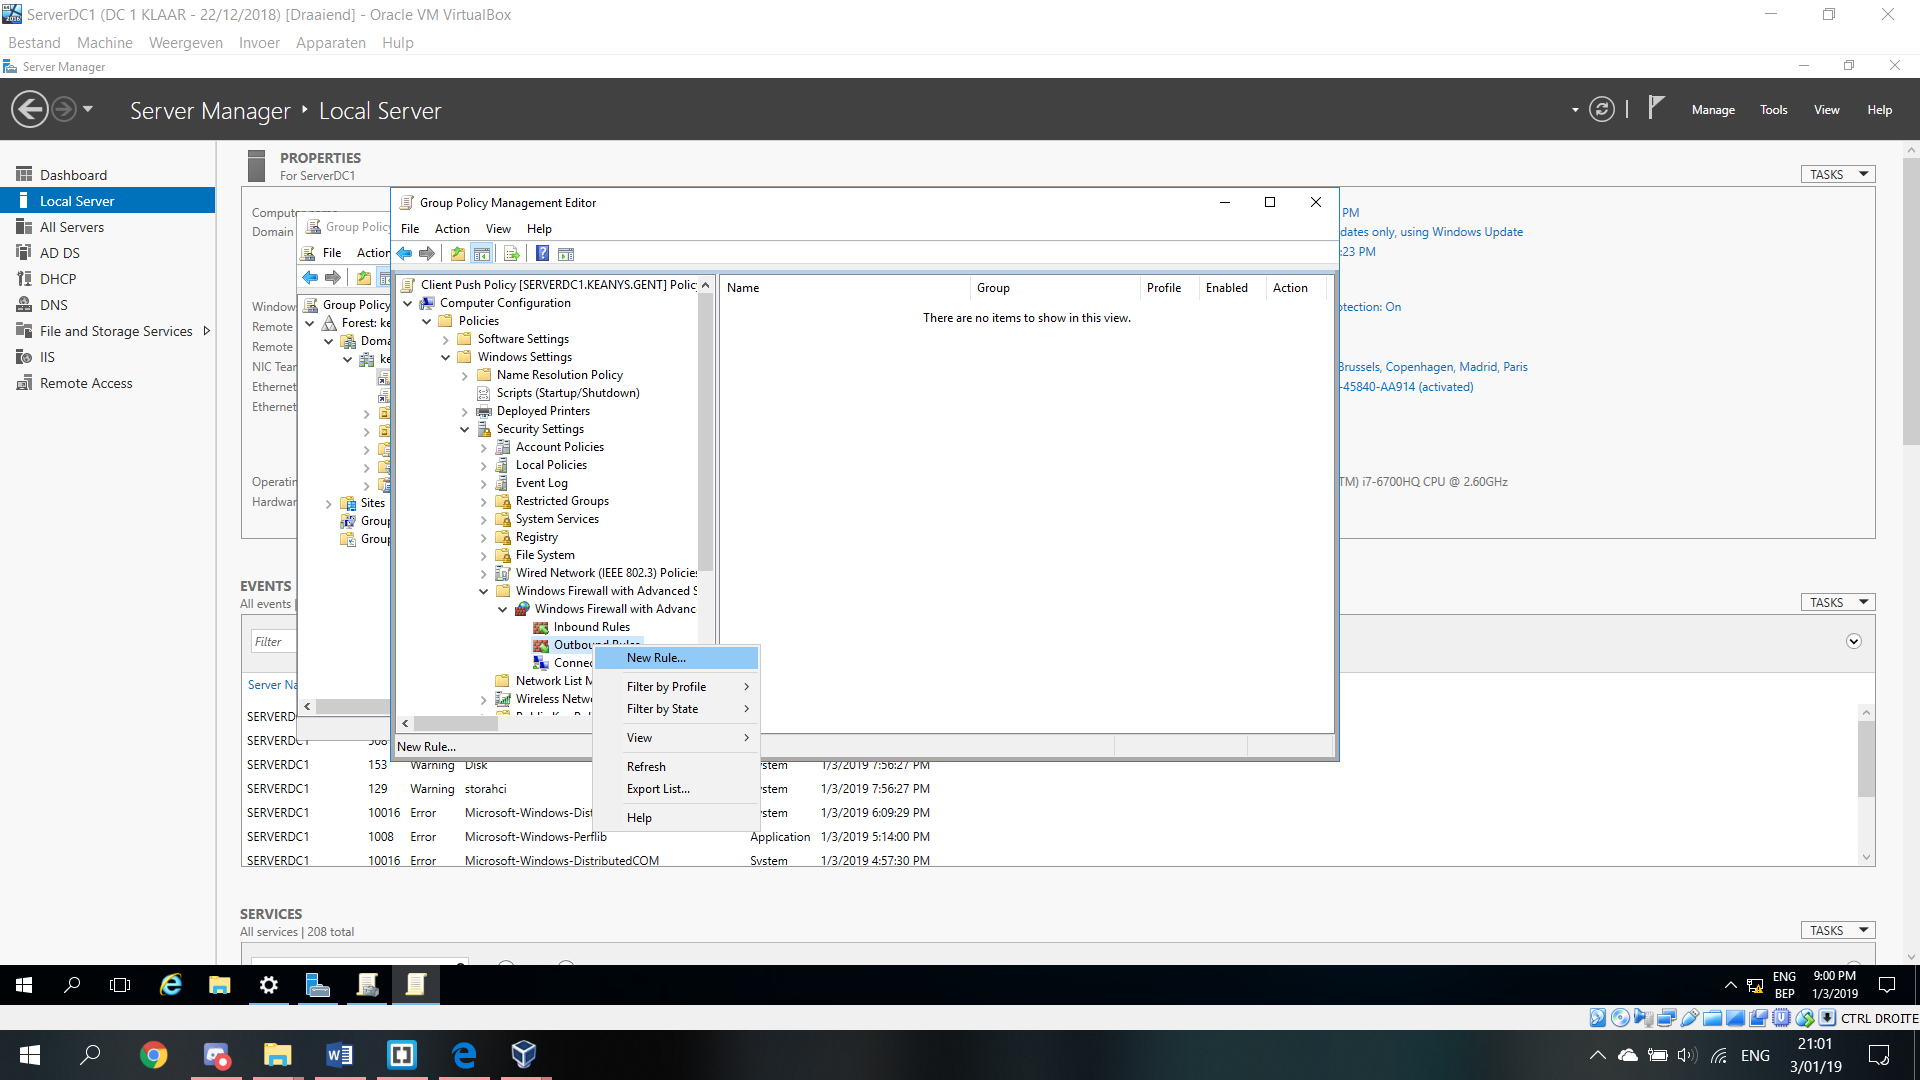 ServerDC1 (DC 1 KLAAR - 22/12/2018) [Draaiend] - Oracle VM VirtualBox
Bestand Machine Weergeven Invoer Apparaten Hulp
Server Manager
Server Manager ‣ Local Server
Manage Tools View Help
Dashboard
Local Server
All Servers
AD DS
DHCP
DNS
File and Storage Services
IIS
Remote Access
PROPERTIES
For ServerDC1
TASKS
Domain
Windows
Remote
Remote
Ethernet
Ethernet
PM
dates only, using Windows Update
:23 PM
otection: On
Brussels, Copenhagen, Madrid, Paris
-45840-AA914 (activated)
TM) i7-6700HQ CPU @ 2.60GHz
Group Policy
File Action
Group Policy
Forest: ke
Doma
ke
Sites
Group
Group
Group Policy Management Editor
File Action View Help
Client Push Policy [SERVERDC1.KEANYS.GENT] Policy
Computer Configuration
Policies
Software Settings
Windows Settings
Name Resolution Policy
Scripts (Startup/Shutdown)
Deployed Printers
Security Settings
Account Policies
Local Policies
Event Log
Restricted Groups
System Services
Registry
File System
Wired Network (IEEE 802.3) Policies
Windows Firewall with Advanced S
Windows Firewall with Advanc
Inbound Rules
Outbound Rules
Connec
Network List M
Wireless Netwo
Name Group Profile Enabled Action
There are no items to show in this view.
New Rule...
New Rule...
Filter by Profile
Filter by State
View
Refresh
Export List...
Help
EVENTS
All events |
TASKS
Filter
Server Na
SERVERD
SERVERDC1
SERVERDC1 153 Warning Disk System 1/3/2019 7:56:27 PM
SERVERDC1 129 Warning storahci stem 1/3/2019 7:56:27 PM
SERVERDC1 10016 Error Microsoft-Windows-Dist stem 1/3/2019 6:09:29 PM
SERVERDC1 1008 Error Microsoft-Windows-Perflib Application 1/3/2019 5:14:00 PM
SERVERDC1 10016 Error Microsoft-Windows-DistributedCOM System 1/3/2019 4:57:30 PM
SERVICES
All services | 208 total
TASKS
ENG
BEP
9:00 PM
1/3/2019
CTRL DROITE
ENG
21:01
3/01/19